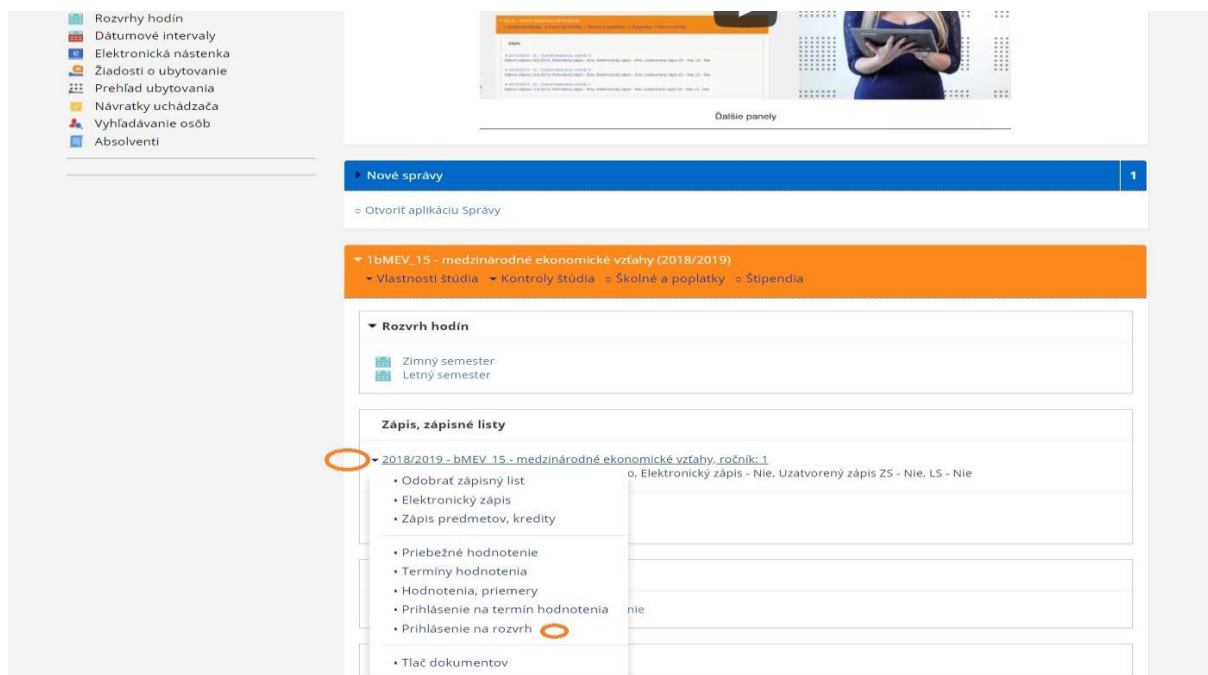 Rozvrhy hodín
Dátumové intervaly
Elektronická nástenka
Žiadosti o ubytovanie
Prehľad ubytovania
Návratky uchádzača
Vyhľadávanie osôb
Absolventi
Ďalšie panely
Nové správy 1
Otvoriť aplikáciu Správy
1bMEV_15 - medzinárodné ekonomické vzťahy (2018/2019)
Vlastnosti štúdia Kontroly štúdia Školné a poplatky Štipendia
Rozvrh hodín
Zimný semester
Letný semester
Zápis, zápisné listy
2018/2019 - bMEV_15 - medzinárodné ekonomické vzťahy, ročník: 1
o, Elektronický zápis - Nie, Uzatvorený zápis ZS - Nie, LS - Nie
• Odobrať zápisný list
• Elektronický zápis
• Zápis predmetov, kredity
• Priebežné hodnotenie
• Termíny hodnotenia
• Hodnotenia, priemery
• Prihlásenie na termín hodnotenia nie
• Prihlásenie na rozvrh
• Tlač dokumentov